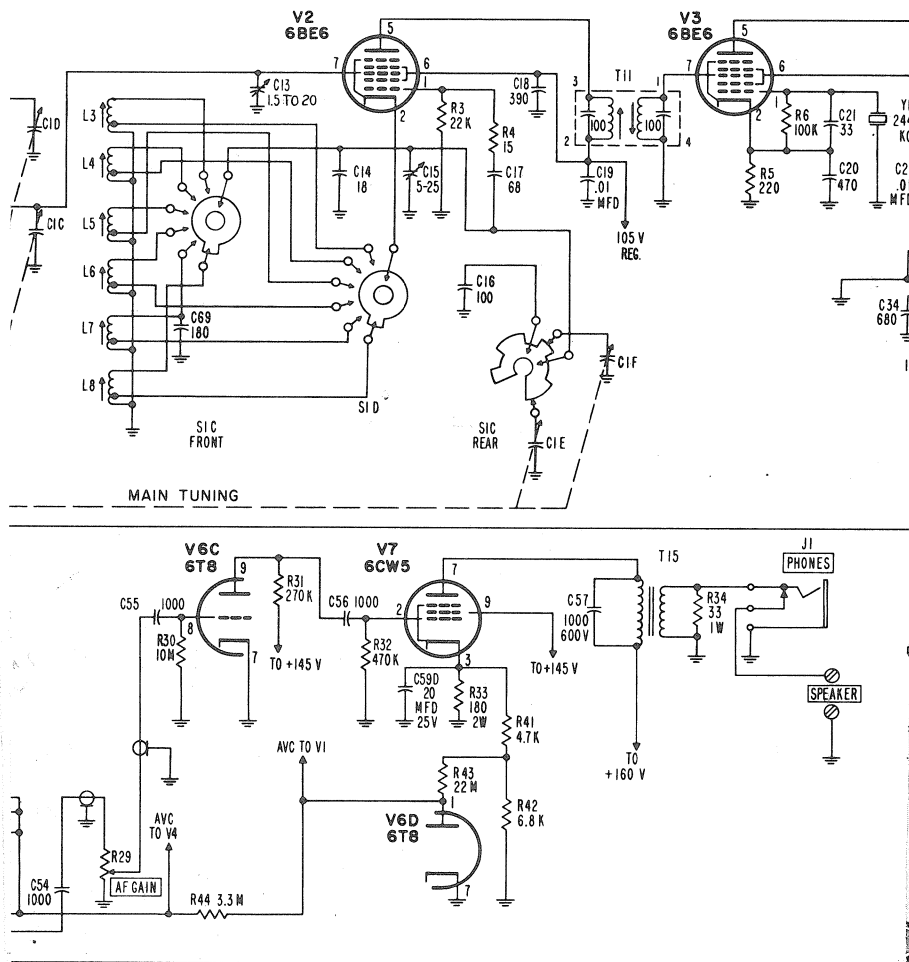 V2
6BE6
V3
6BE6
5
5
7
6
1
2
C13
1.5 TO 20
C18
390
3
T11
1
7
6
1
2
100
100
2
4
C1D
L3
R3
22K
R4
15
R6
100K
C21
33
L4
C14
18
C15
5-25
C17
68
C19
.01
MFD
R5
220
C20
470
C1C
L5
105 V
REG.
L6
C16
100
C69
180
L7
C34
680
L8
C1F
S1D
S1C
FRONT
S1C
REAR
C1E
MAIN TUNING
V6C
6T8
V7
6CW5
J1
PHONES
9
7
T15
R31
270K
C55
1000
C56 1000
2
9
C57
1000
600V
R34
33
1W
8
R30
10M
7
TO +145 V
R32
470K
3
TO+145V
C59D
20
MFD
25V
R33
180
2W
SPEAKER
R41
4.7K
AVC TO V1
TO
+160 V
R43
22 M
1
V6D
6T8
R42
6.8K
AVC
TO V4
R29
AF GAIN
C54
1000
7
R44 3.3M